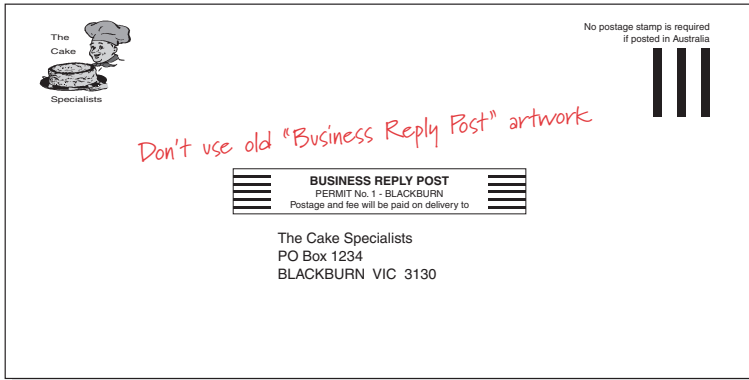 The
Cake
Specialists
No postage stamp is required
if posted in Australia
Don't use old "Business Reply Post" artwork
BUSINESS REPLY POST
PERMIT No. 1 - BLACKBURN
Postage and fee will be paid on delivery to
The Cake Specialists
PO Box 1234
BLACKBURN VIC 3130